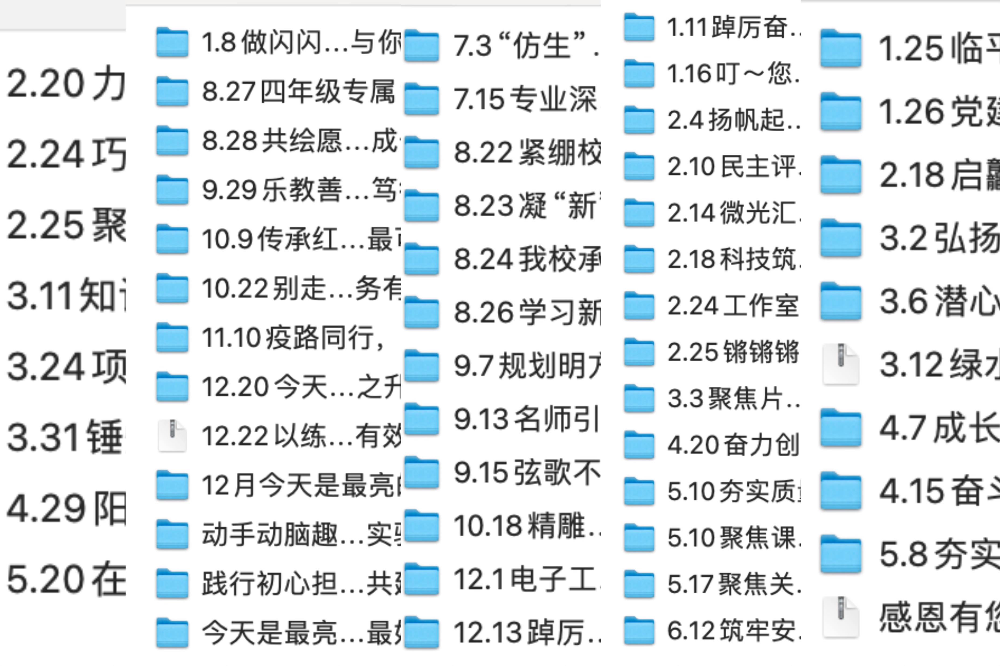 2.20 力
2.24 巧
2.25 聚
3.11 知
3.24 项
3.31 锤
4.29 阳
5.20 在
1.8 做闪闪...与你
8.27 四年级专属
8.28 共绘愿...成
9.29 乐教善...笃
10.9 传承红...最
10.22 别走...务有
11.10 疫路同行，
12.20 今天...之升
12.22 以练...有效
12月今天是最亮
动手动脑趣...实
践行初心担...共
今天是最亮...最
7.3 “仿生” .
7.15 专业深
8.22 紧绷校
8.23 凝 “新
8.24 我校承
8.26 学习新
9.7 规划明
9.13 名师引
9.15 弦歌不
10.18 精雕..
12.1 电子工.
12.13 踔厉..
1.11 踔厉奋..
1.16 叮～您.
2.4 扬帆起..
2.10 民主评.
2.14 微光汇.
2.18 科技筑.
2.24 工作室
2.25 锵锵锵
3.3 聚焦片..
4.20 奋力创
5.10 夯实质
5.10 聚焦课.
5.17 聚焦关.
6.12 筑牢安.
1.25 临平
1.26 党建
2.18 启
3.2 弘扬
3.6 潜心
3.12 绿水
4.7 成长
4.15 奋斗
5.8 夯实
感恩有您